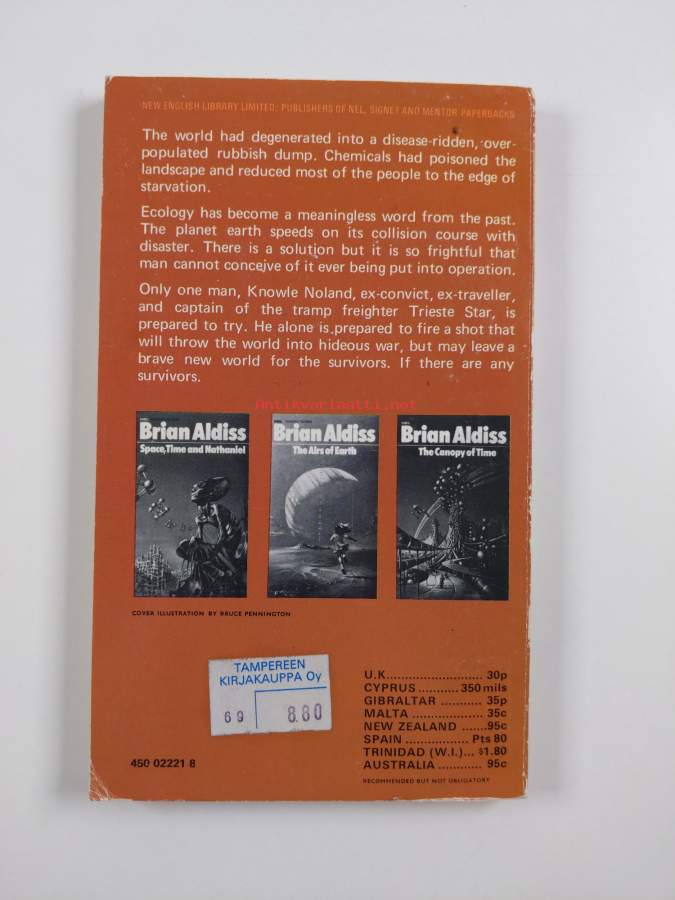 NEW ENGLISH LIBRARY LIMITED: PUBLISHERS OF NEL, SIGNET AND MENTOR PAPERBACKS
The world had degenerated into a disease-ridden, over-
populated rubbish dump. Chemicals had poisoned the
landscape and reduced most of the people to the edge of
starvation.
Ecology has become a meaningless word from the past.
The planet earth speeds on its collision course with
disaster. There is a solution but it is so frightful that
man cannot conceive of it ever being put into operation.
Only one man, Knowle Noland, ex-convict, ex-traveller,
and captain of the tramp freighter Trieste Star, is
prepared to try. He alone is prepared to fire a shot that
will throw the world into hideous war, but may leave a
brave new world for the survivors. If there are any
survivors.
Antikvariaatti.net
Brian Aldiss
Space, Time and Nathaniel
Brian Aldiss
The Airs of Earth
Brian Aldiss
The Canopy of Time
COVER ILLUSTRATION BY BRUCE PENNINGTON
TAMPEREEN
KIRJAKAUPPA Oy
69 8.80
U.K.......................... 30p
CYPRUS ........... 350 mils
GIBRALTAR ........... 35p
MALTA ................... 35c
NEW ZEALAND .......95c
SPAIN .................. Pts 80
TRINIDAD (W.I.)... $1.80
AUSTRALIA ............ 95c
RECOMMENDED BUT NOT OBLIGATORY
450 02221 8